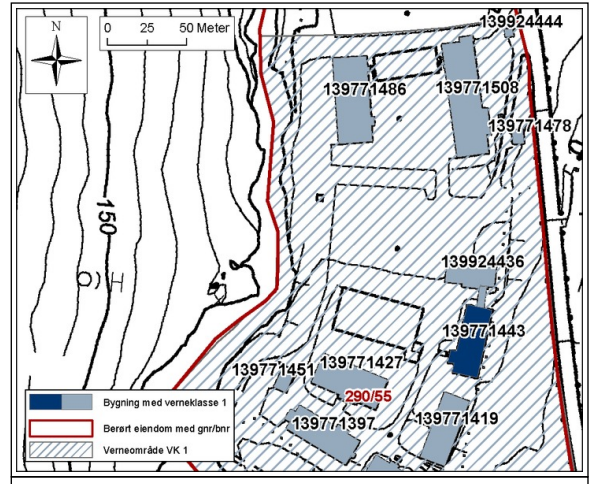 139924444
N
0 25 50 Meter
139771486
139771508
139771478
150
139924436
139771443
139771451
139771427
290/55
139771419
139771397
Bygning med verneklasse 1
Berørt eiendom med gnr/bnr
Verneområde VK 1